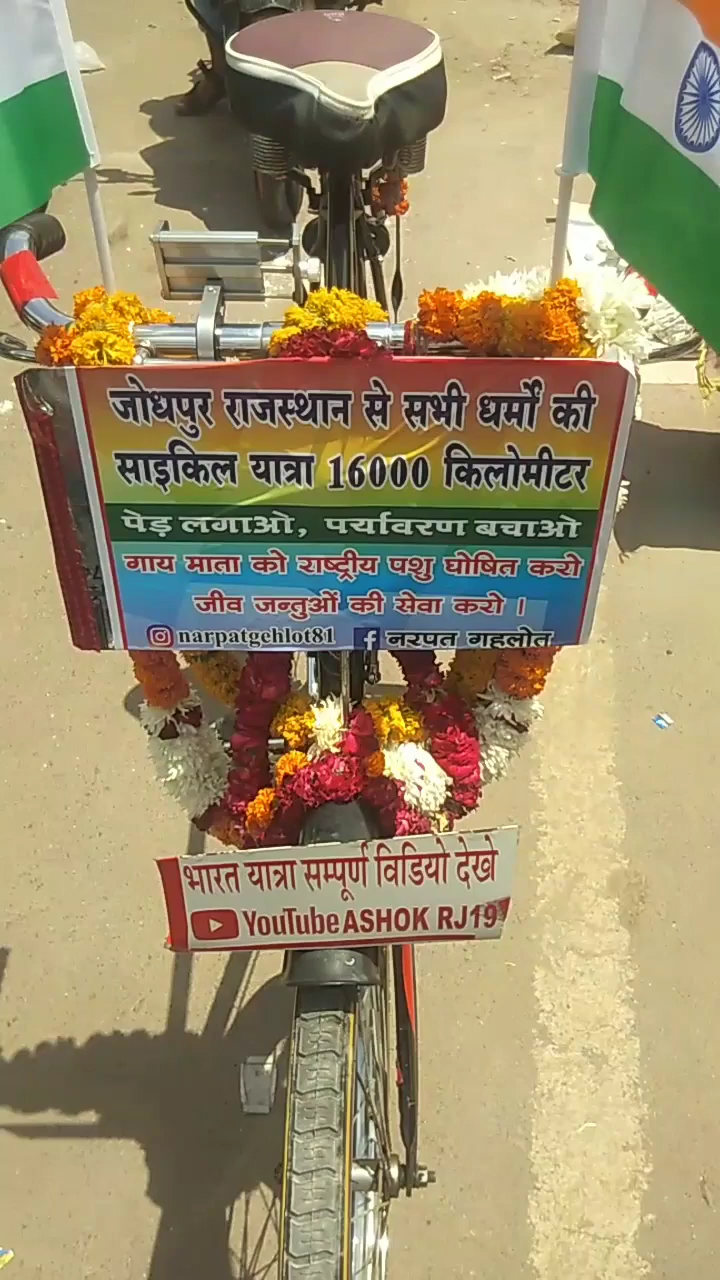 जोधपुर राजस्थान से सभी धर्मों की
साइकिल यात्रा 16000 किलोमीटर
पेड़ लगाओ, पर्यावरण बचाओ
गाय माता को राष्ट्रीय पशु घोषित करो
जीव जन्तुओं की सेवा करो।
narpatgehlot81 नरपत गहलोत
भारत यात्रा सम्पूर्ण विडियो देखे
YouTube ASHOK RJ19